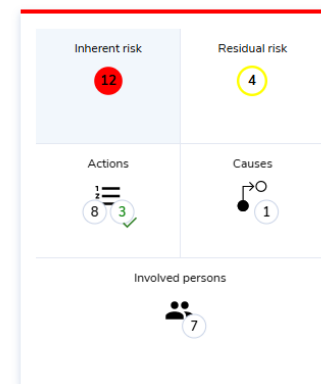 Inherent risk
Residual risk
12
4
Actions
Causes
8
3
1
Involved persons
7